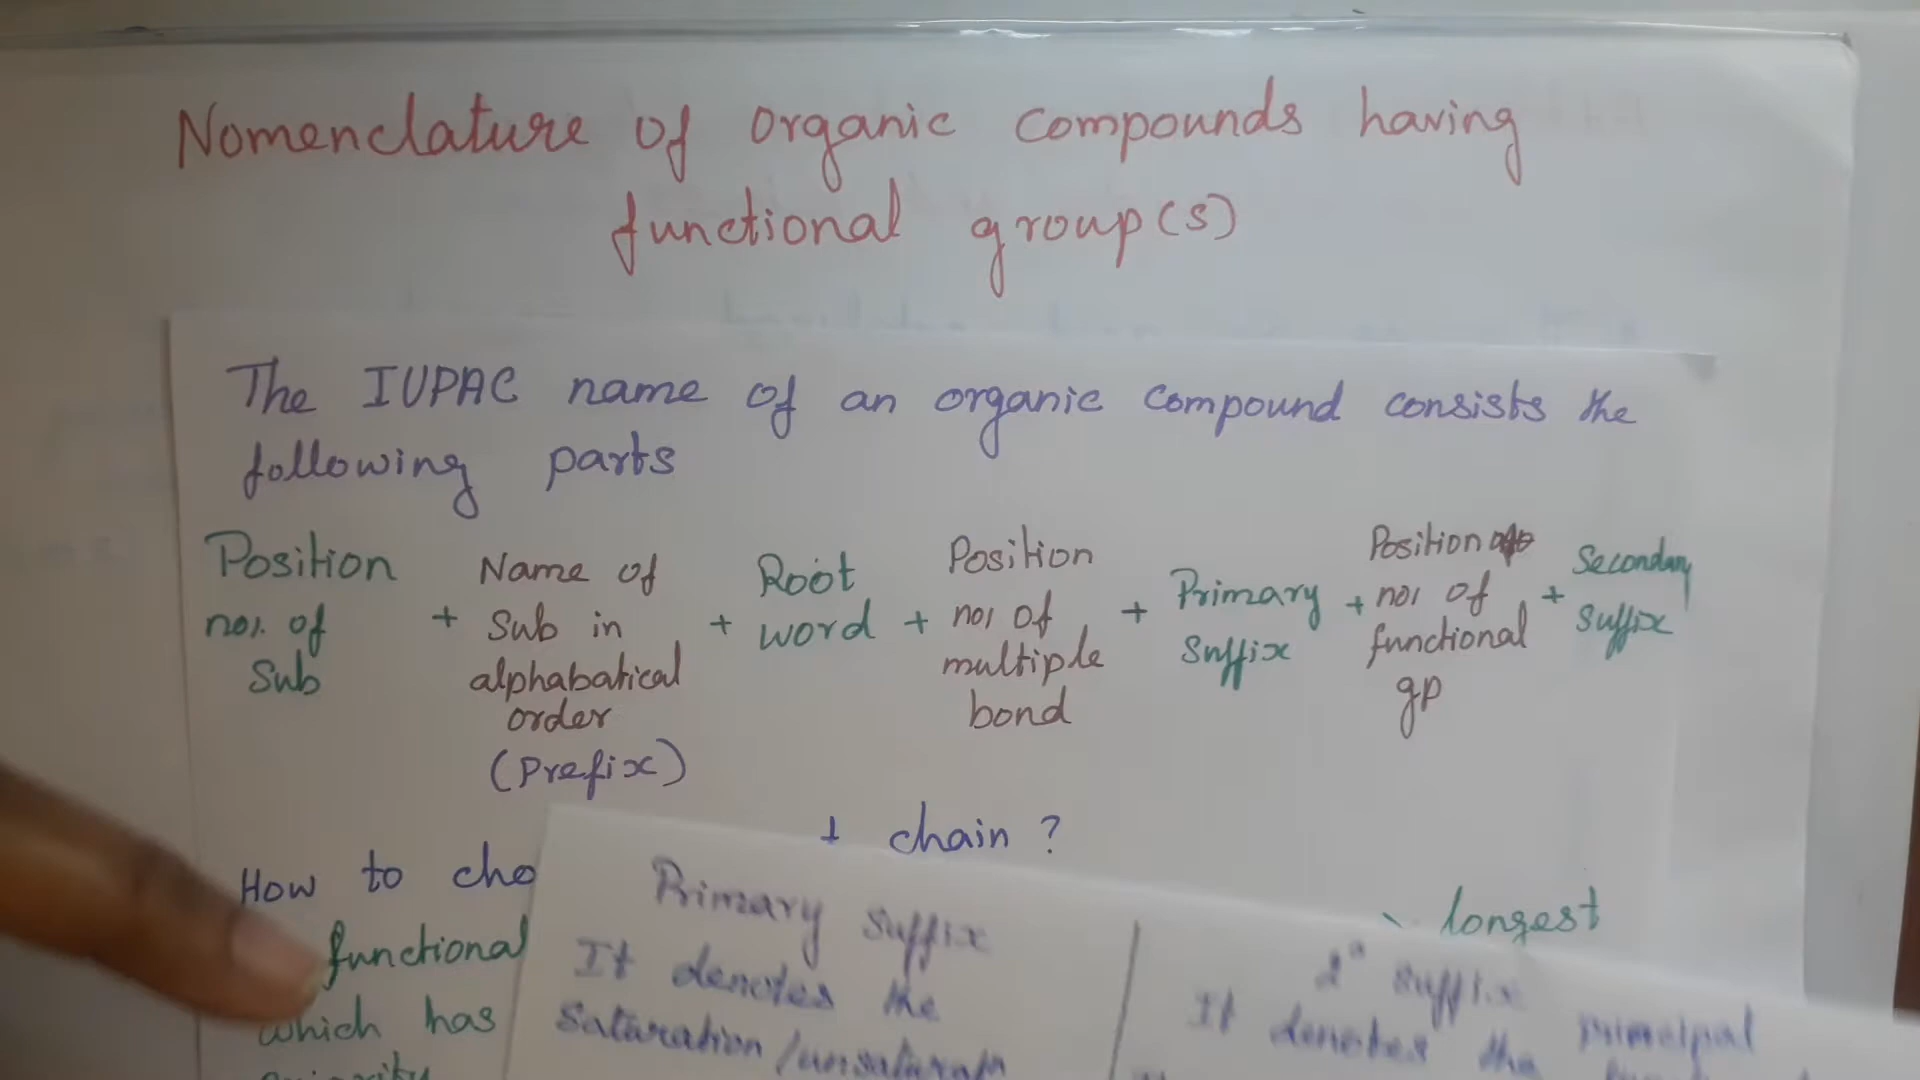 Nomenclature of organic compounds having
functional group(s)
The IUPAC name of an organic compound consists the
following parts
Position no. of Sub + Name of Sub in alphabatical order (Prefix) + Root word + Position no. of multiple bond + Primary Suffix + Position no. of functional gp + Secondary Suffix
How to cho
chain ?
functional
longest
which has
Primary suffix
It denotes the
Saturation/unsaturatn
2° suffix
It denotes the principal